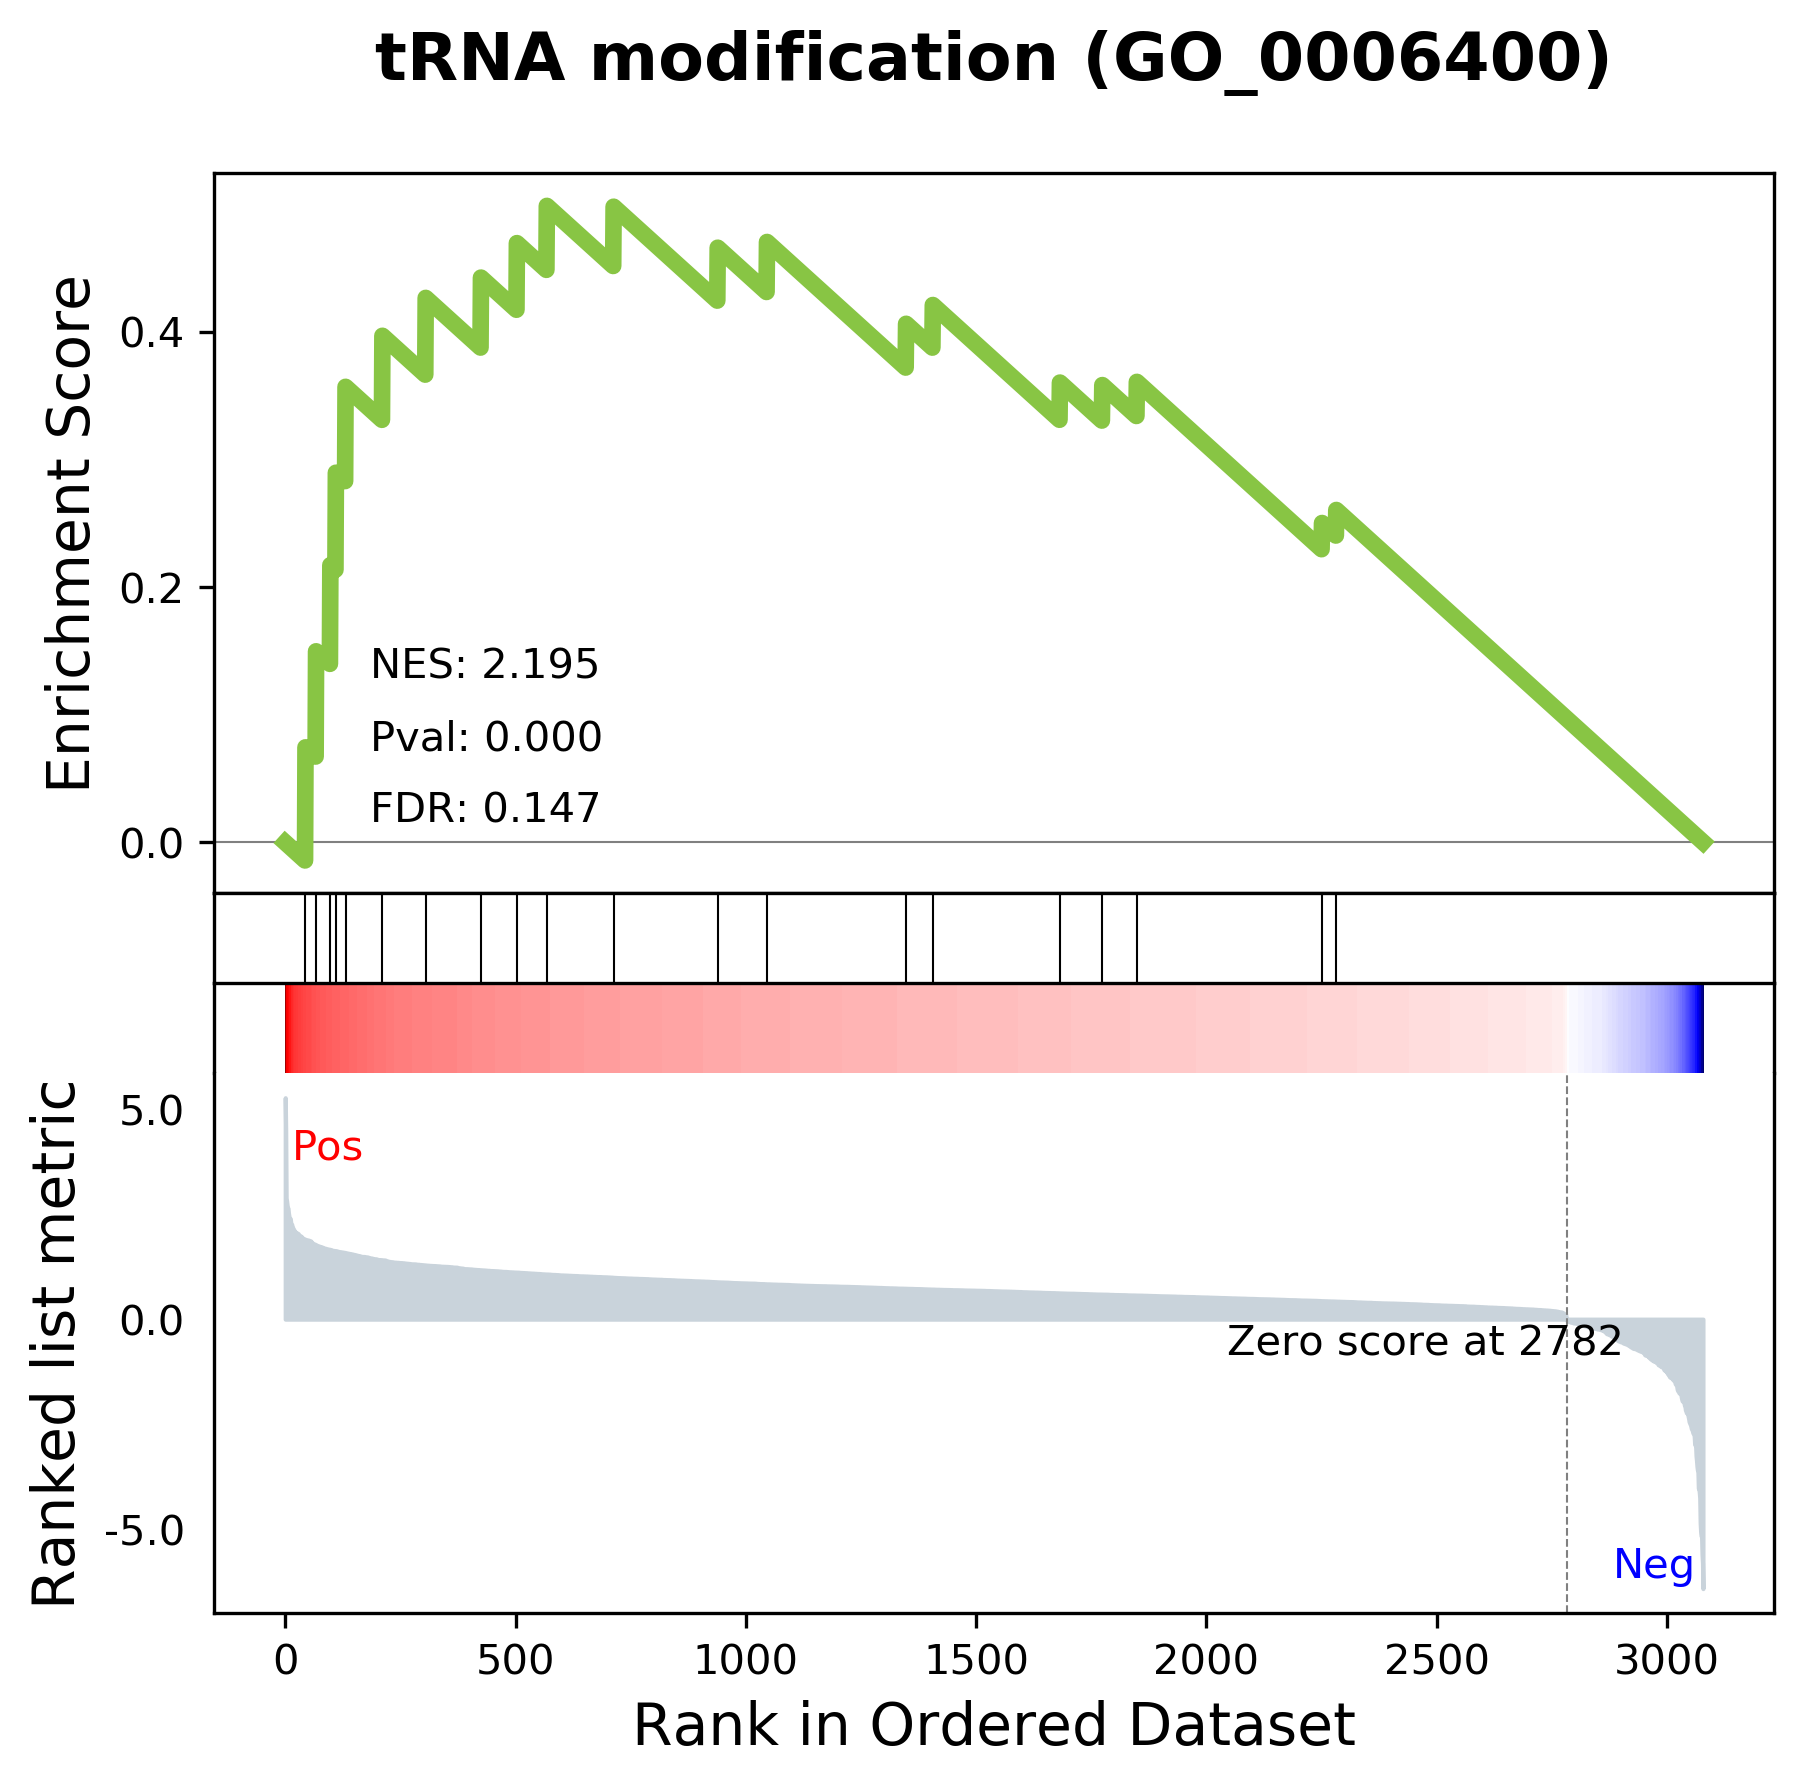 tRNA modification (GO_0006400)
Enrichment Score
0.4
0.2
0.0
NES: 2.195
Pval: 0.000
FDR: 0.147
Ranked list metric
5.0
0.0
-5.0
Pos
Zero score at 2782
Neg
0 500 1000 1500 2000 2500 3000
Rank in Ordered Dataset